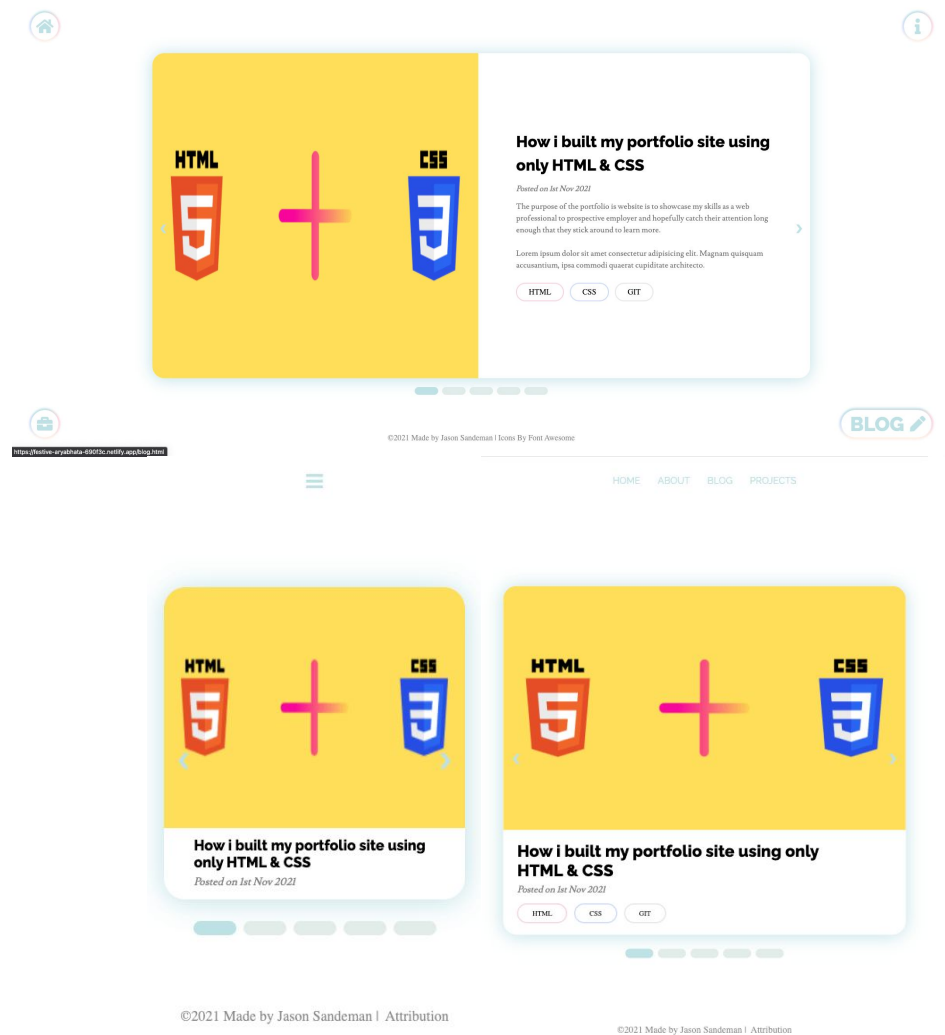 HTML
CSS
5
3
How i built my portfolio site using
only HTML & CSS
Posted on 1st Nov 2021
The purpose of the portfolio is website is to showcase my skills as a web
professional to prospective employer and hopefully catch their attention long
enough that they stick around to learn more.
Lorem ipsum dolor sit amet consectetur adipisicing elit. Magnam quisquam
accusantium, ipsa commodi quaerat cupiditate architecto.
HTML CSS GIT
BLOG
©2021 Made by Jason Sandeman | Icons By Font Awesome
https://festive-aryabhata-690f3c.netlify.app/blog.html
HOME ABOUT BLOG PROJECTS
HTML
CSS
5
3
How i built my portfolio site using
only HTML & CSS
Posted on 1st Nov 2021
©2021 Made by Jason Sandeman | Attribution
HTML
CSS
5
3
How i built my portfolio site using only
HTML & CSS
Posted on 1st Nov 2021
HTML CSS GIT
©2021 Made by Jason Sandeman | Attribution